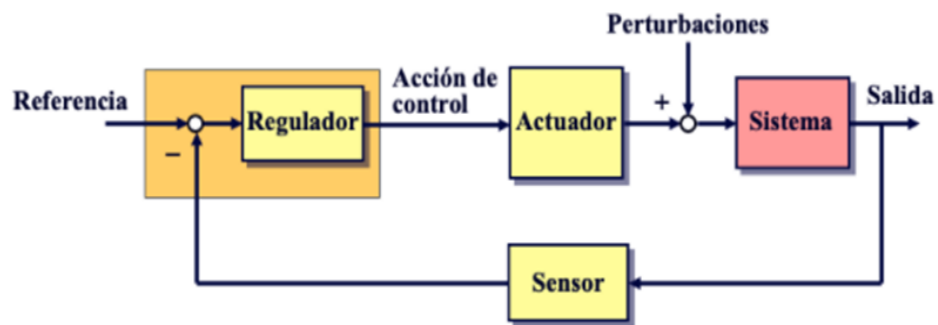 Perturbaciones
Referencia
Acción de
control
Regulador
Actuador
+
Sistema
Salida
−
Sensor